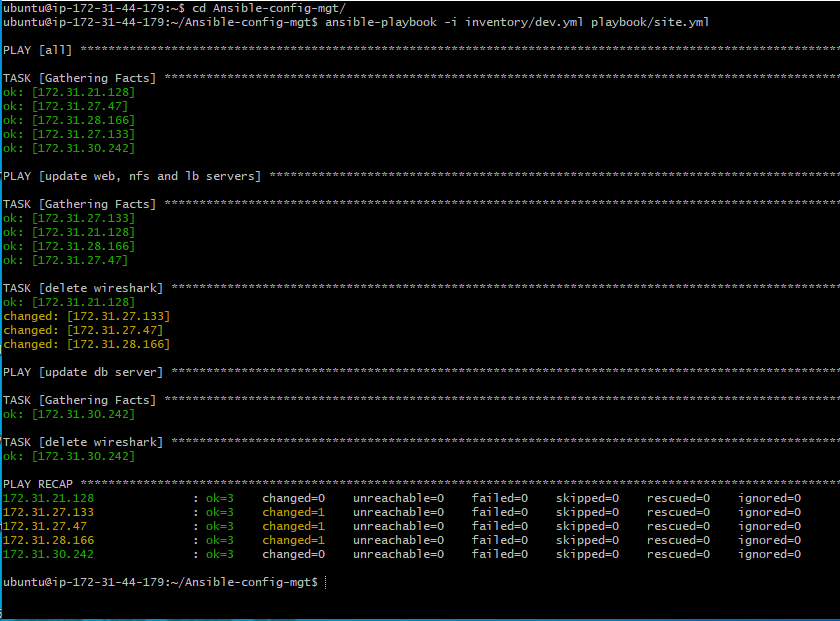 ubuntu@ip-172-31-44-179:~$ cd Ansible-config-mgt/
ubuntu@ip-172-31-44-179:~/Ansible-config-mgt$ ansible-playbook -i inventory/dev.yml playbook/site.yml
PLAY [all] *********************************************************************************************************
TASK [Gathering Facts] *********************************************************************************************
ok: [172.31.21.128]
ok: [172.31.27.47]
ok: [172.31.28.166]
ok: [172.31.27.133]
ok: [172.31.30.242]
PLAY [update web, nfs and lb servers] ******************************************************************************
TASK [Gathering Facts] *********************************************************************************************
ok: [172.31.27.133]
ok: [172.31.21.128]
ok: [172.31.28.166]
ok: [172.31.27.47]
TASK [delete wireshark] ********************************************************************************************
ok: [172.31.21.128]
changed: [172.31.27.133]
changed: [172.31.27.47]
changed: [172.31.28.166]
PLAY [update db server] ********************************************************************************************
TASK [Gathering Facts] *********************************************************************************************
ok: [172.31.30.242]
TASK [delete wireshark] ********************************************************************************************
ok: [172.31.30.242]
PLAY RECAP *********************************************************************************************************
172.31.21.128 : ok=3 changed=0 unreachable=0 failed=0 skipped=0 rescued=0 ignored=0
172.31.27.133 : ok=3 changed=1 unreachable=0 failed=0 skipped=0 rescued=0 ignored=0
172.31.27.47 : ok=3 changed=1 unreachable=0 failed=0 skipped=0 rescued=0 ignored=0
172.31.28.166 : ok=3 changed=1 unreachable=0 failed=0 skipped=0 rescued=0 ignored=0
172.31.30.242 : ok=3 changed=0 unreachable=0 failed=0 skipped=0 rescued=0 ignored=0
ubuntu@ip-172-31-44-179:~/Ansible-config-mgt$